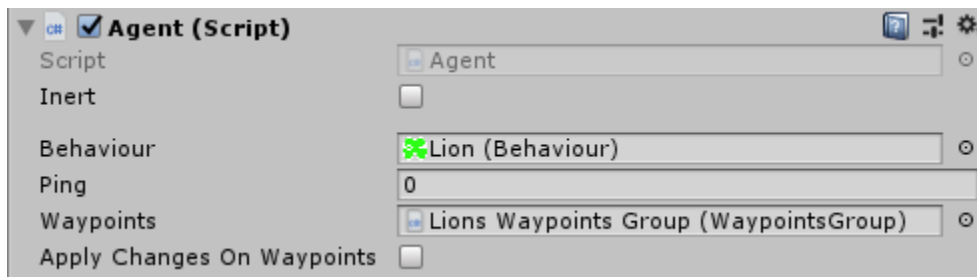 c# Agent (Script)
Script Agent
Inert
Behaviour Lion (Behaviour)
Ping 0
Waypoints Lions Waypoints Group (WaypointsGroup)
Apply Changes On Waypoints